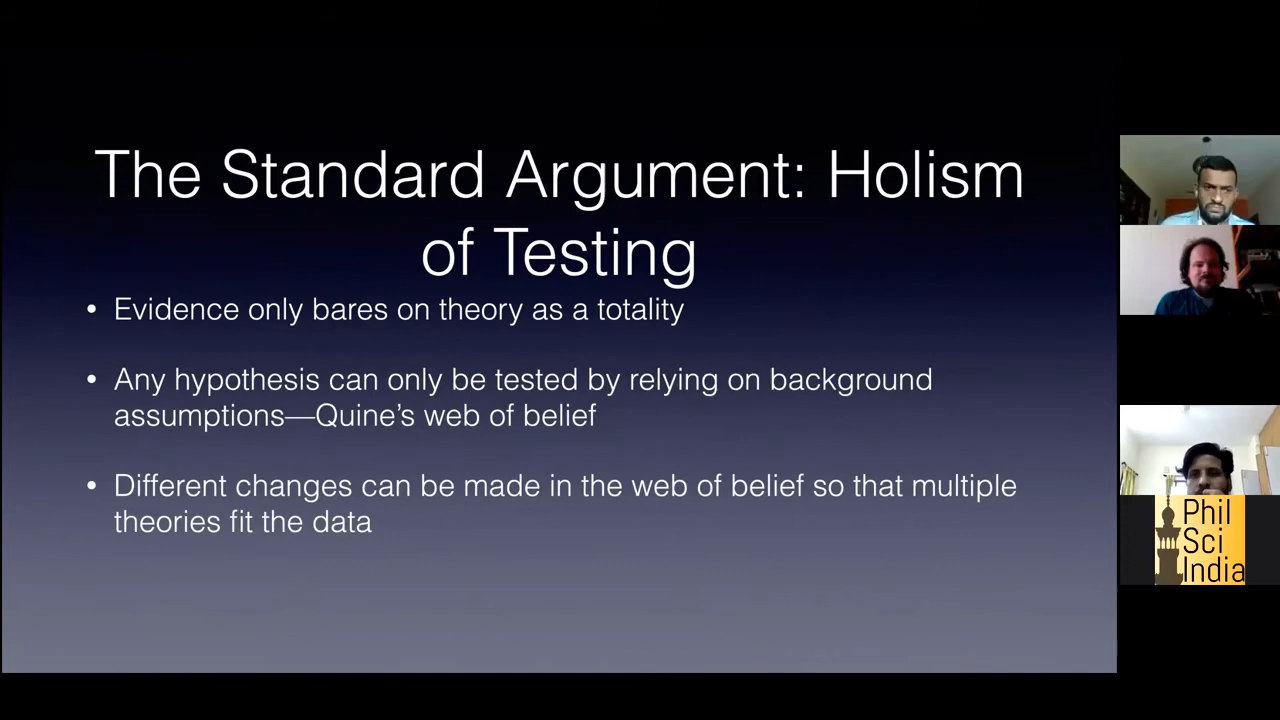 The Standard Argument: Holism
of Testing
• Evidence only bares on theory as a totality
• Any hypothesis can only be tested by relying on background
assumptions—Quine’s web of belief
• Different changes can be made in the web of belief so that multiple
theories fit the data
Phil
Sci
India